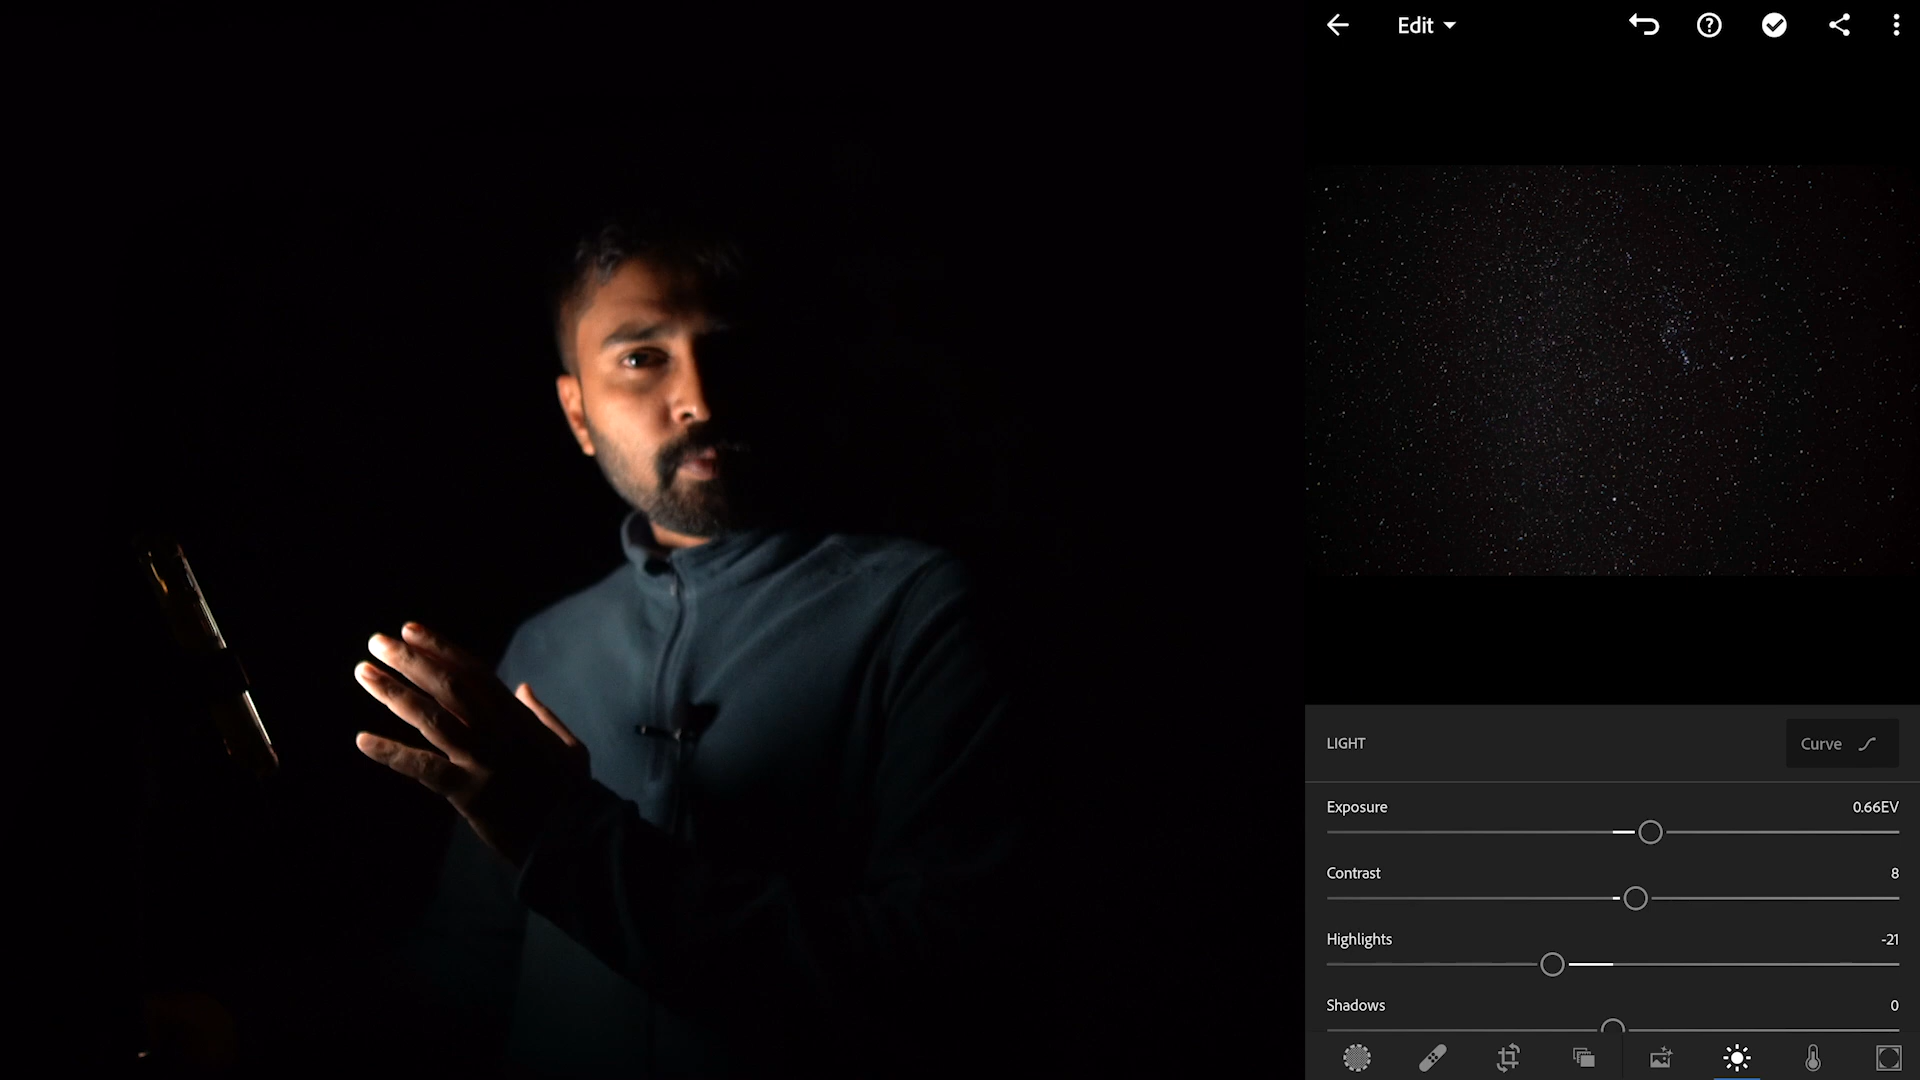 Edit
LIGHT
Curve
Exposure 0.66EV
Contrast 8
Highlights -21
Shadows 0